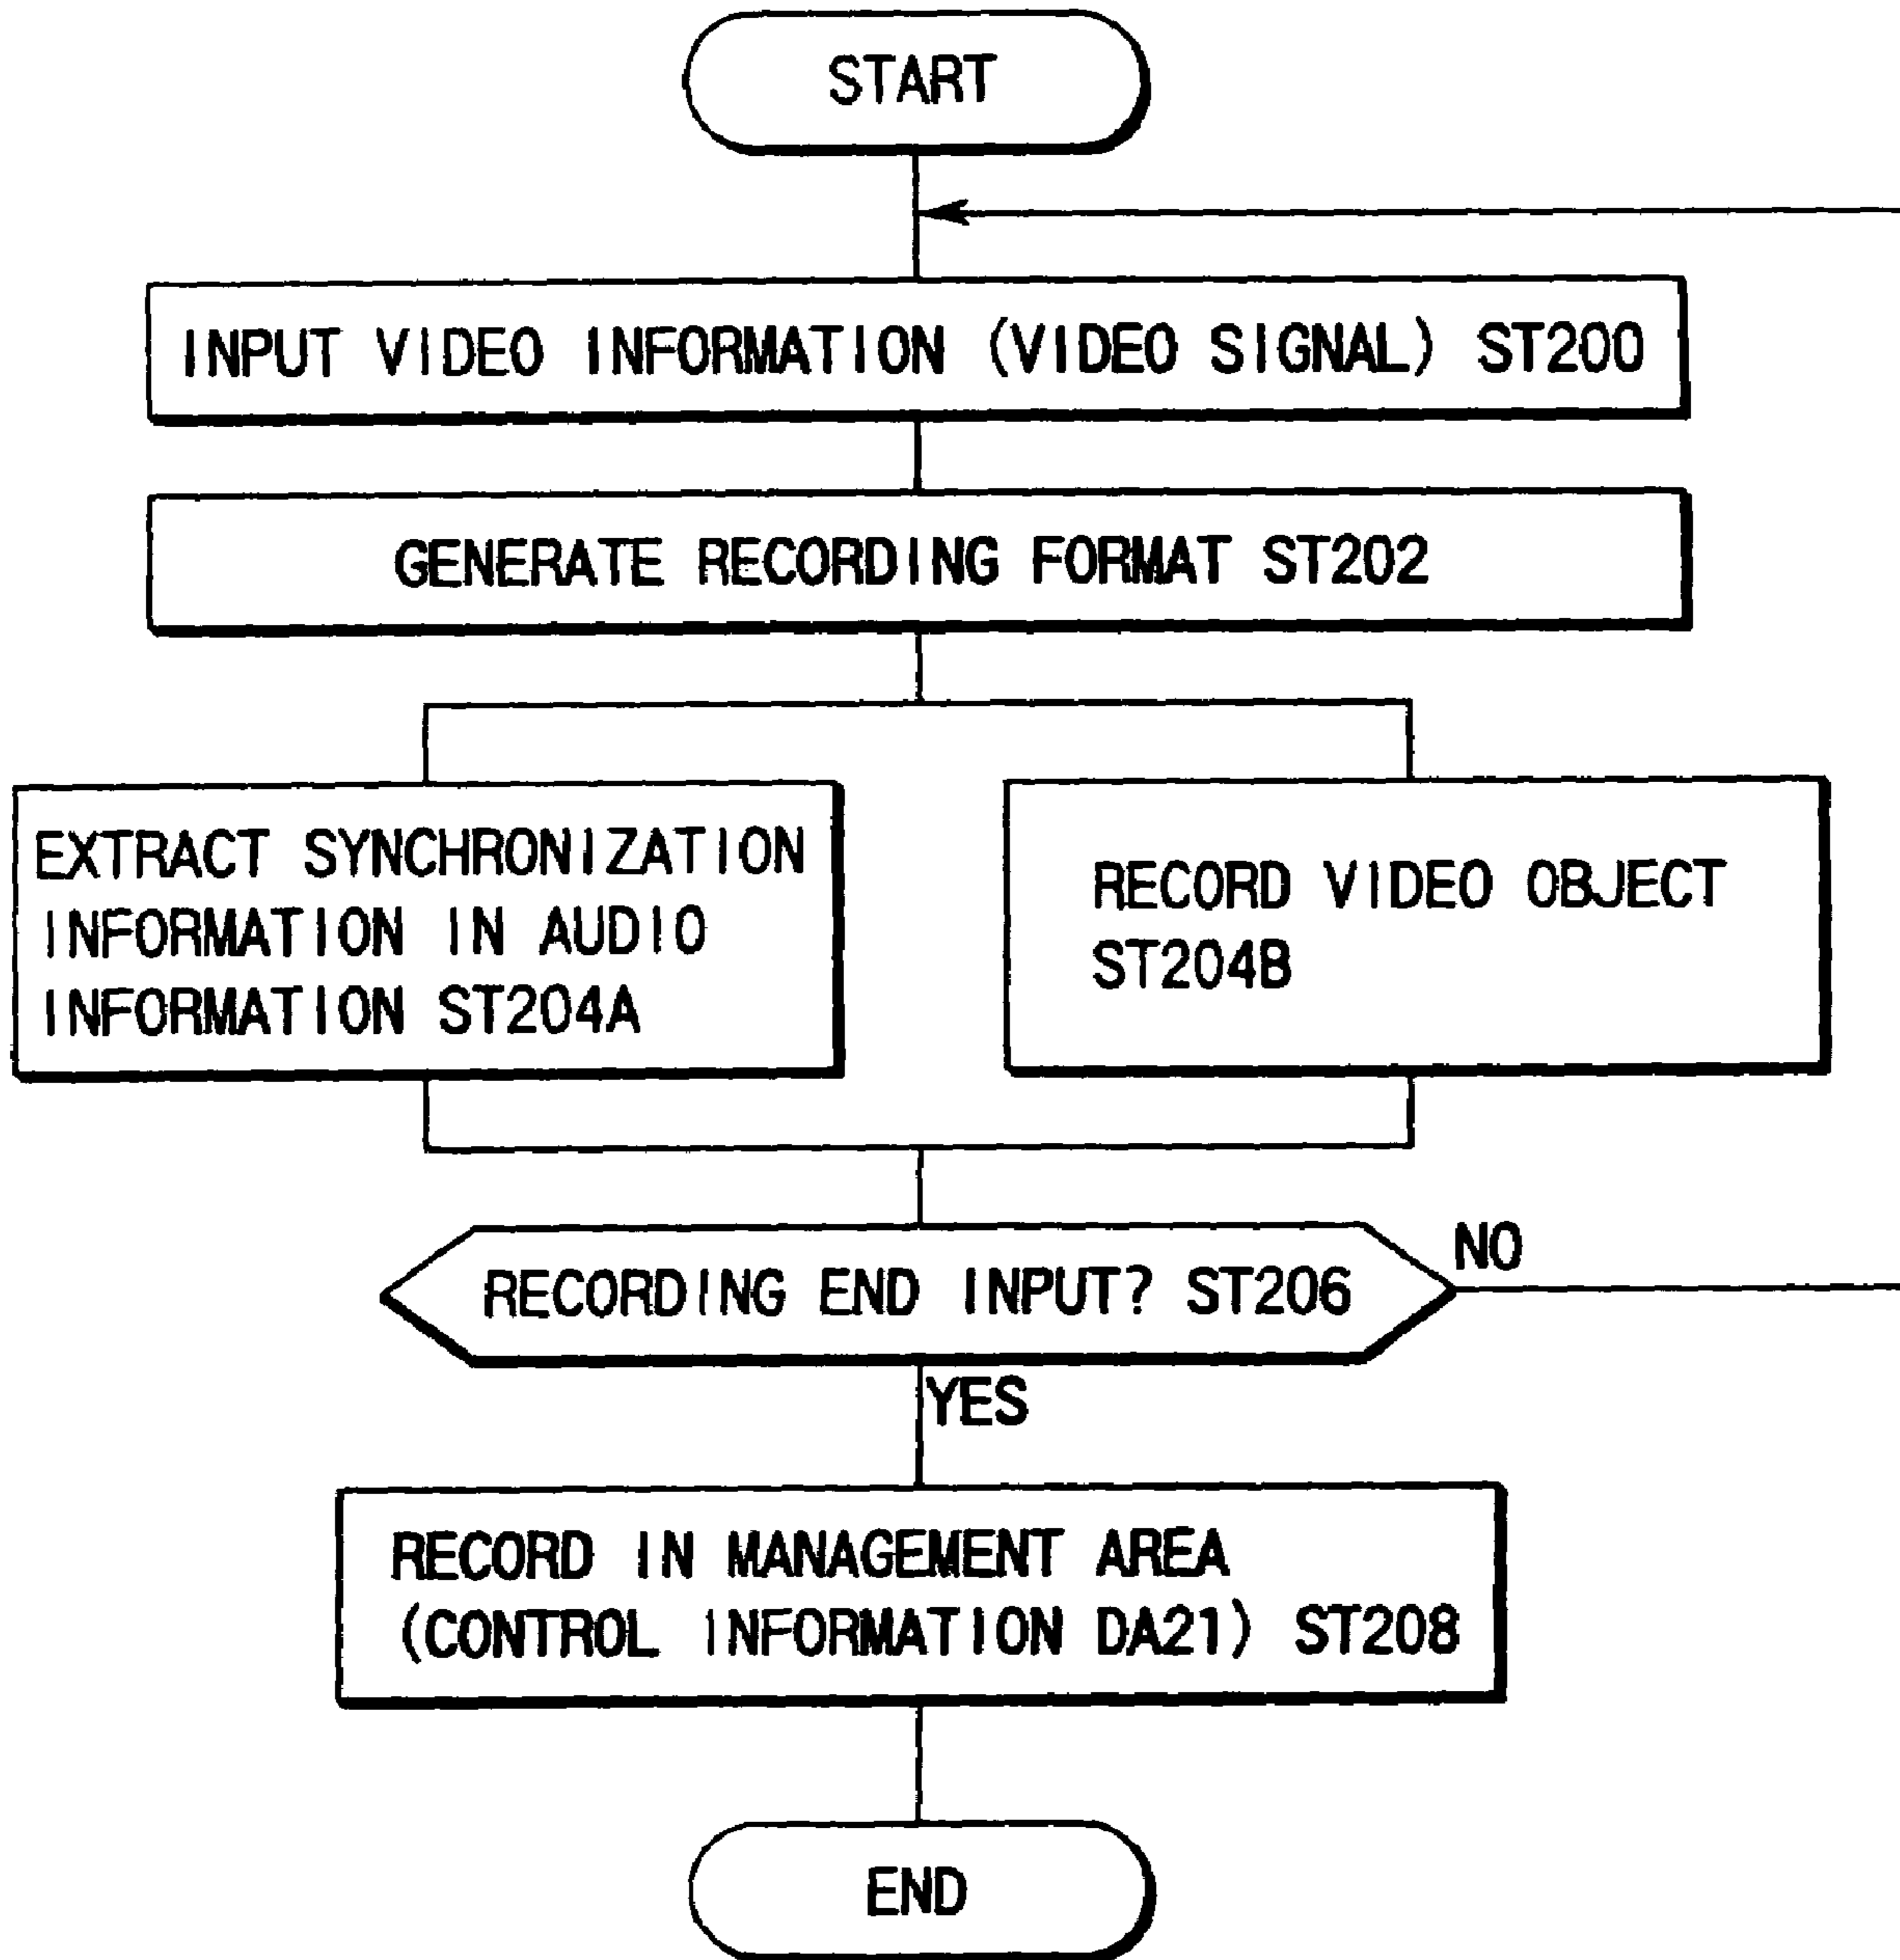 START
INPUT VIDEO INFORMATION (VIDEO SIGNAL) ST200
GENERATE RECORDING FORMAT ST202
EXTRACT SYNCHRONIZATION
INFORMATION IN AUDIO
INFORMATION ST204A
RECORD VIDEO OBJECT
ST204B
RECORDING END INPUT? ST206
NO
YES
RECORD IN MANAGEMENT AREA
(CONTROL INFORMATION DA21) ST208
END